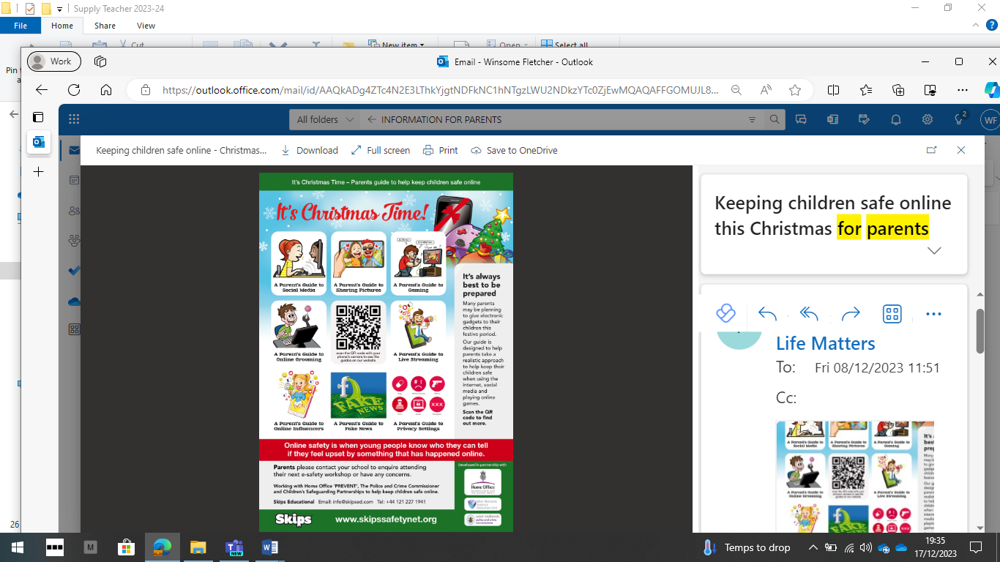 Supply Teacher 2023-24
File
Home
Share
View
Cut
New item
Open
Select all
Pin t
a
Work
Email - Winsome Fletcher - Outlook
https://outlook.office.com/mail/id/AAQkADg4ZTc4N2E3LThkYjgtNDFkNC1hNTgzLWU2NDkzYTc0ZjEwMQAQAFFGOMUJL8...
All folders
INFORMATION FOR PARENTS
2
WF
Keeping children safe online - Christmas...
Download
Full screen
Print
Save to OneDrive
It's Christmas Time – Parents guide to help keep children safe online
It's Christmas Time!
A Parent's Guide to
Social Media
A Parent's Guide to
Sharing Pictures
A Parent's Guide to
Gaming
A Parent's Guide to
Online Grooming
scan the QR code with your
phone's camera to see the
guides on our website
A Parent's Guide to
Live Streaming
FAKE
NEWS
XXX
A Parent's Guide to
Online Influencers
A Parent's Guide to
Fake News
A Parent's Guide to
Privacy Settings
It's always
best to be
prepared
Many parents
may be planning
to give electronic
gadgets to their
children this
festive period.
Our guide is
designed to help
parents take a
realistic approach
to help keep their
children safe
when using the
internet, social
media and
playing online
games.
Scan the QR
code to find
out more.
Online safety is when young people know who they can tell
if they feel upset by something that has happened online.
Parents please contact your school to enquire attending
their next e-safety workshop or have any concerns.
Working with Home Office 'PREVENT', The Police and Crime Commissioner
and Children's Safeguarding Partnerships to help keep children safe online.
Skips Educational Email: info@skipsed.com Tel: +44 121 227 1941
Developed in partnership with
Home Office
west midlands
police and crime
Skips
www.skipssafetynet.org
Keeping children safe online
this Christmas for parents
Life Matters
To:
Fri 08/12/2023 11:51
Cc:
A Parent's Guide to
Social Media
A Parent's Guide to
Sharing Pictures
A Parent's Guide to
Gaming
A Parent's Guide to
Online Grooming
A Parent's Guide to
Live Streaming
26
M
NEW
Temps to drop
19:35
17/12/2023